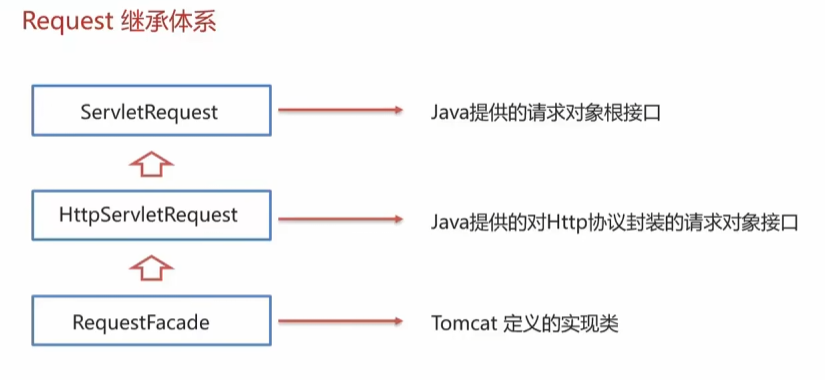 Request 继承体系
ServletRequest
Java提供的请求对象根接口
HttpServletRequest
Java提供的对Http协议封装的请求对象接口
RequestFacade
Tomcat 定义的实现类